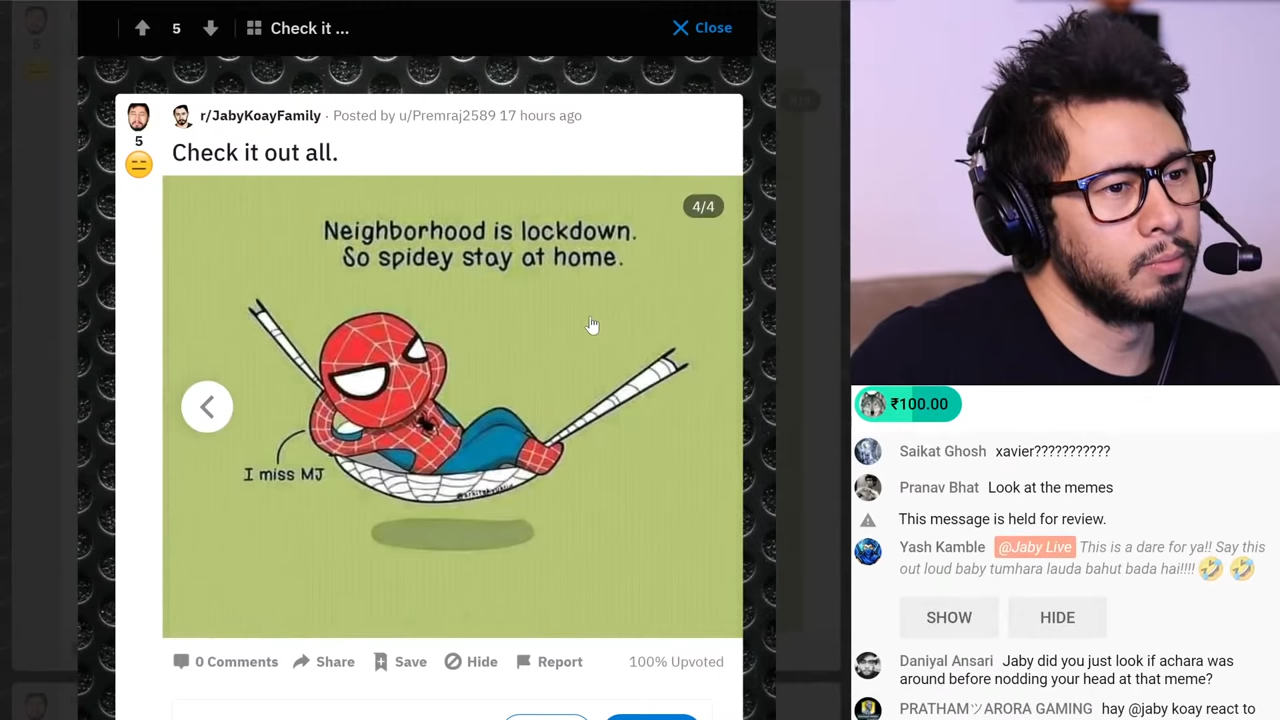 5 Check it ... Close
r/JabyKoayFamily · Posted by u/Premraj2589 17 hours ago
5
Check it out all.
4/4
Neighborhood is lockdown.
So spidey stay at home.
I miss MJ
0 Comments Share Save Hide Report 100% Upvoted
₹100.00
Saikat Ghosh xavier???????????
Pranav Bhat Look at the memes
This message is held for review.
Yash Kamble @Jaby Live This is a dare for ya!! Say this
out loud baby tumhara lauda bahut bada hai!!!! 🤣 🤣
SHOW HIDE
Daniyal Ansari Jaby did you just look if achara was
around before nodding your head at that meme?
PRATHAMツARORA GAMING hay @jaby koay react to